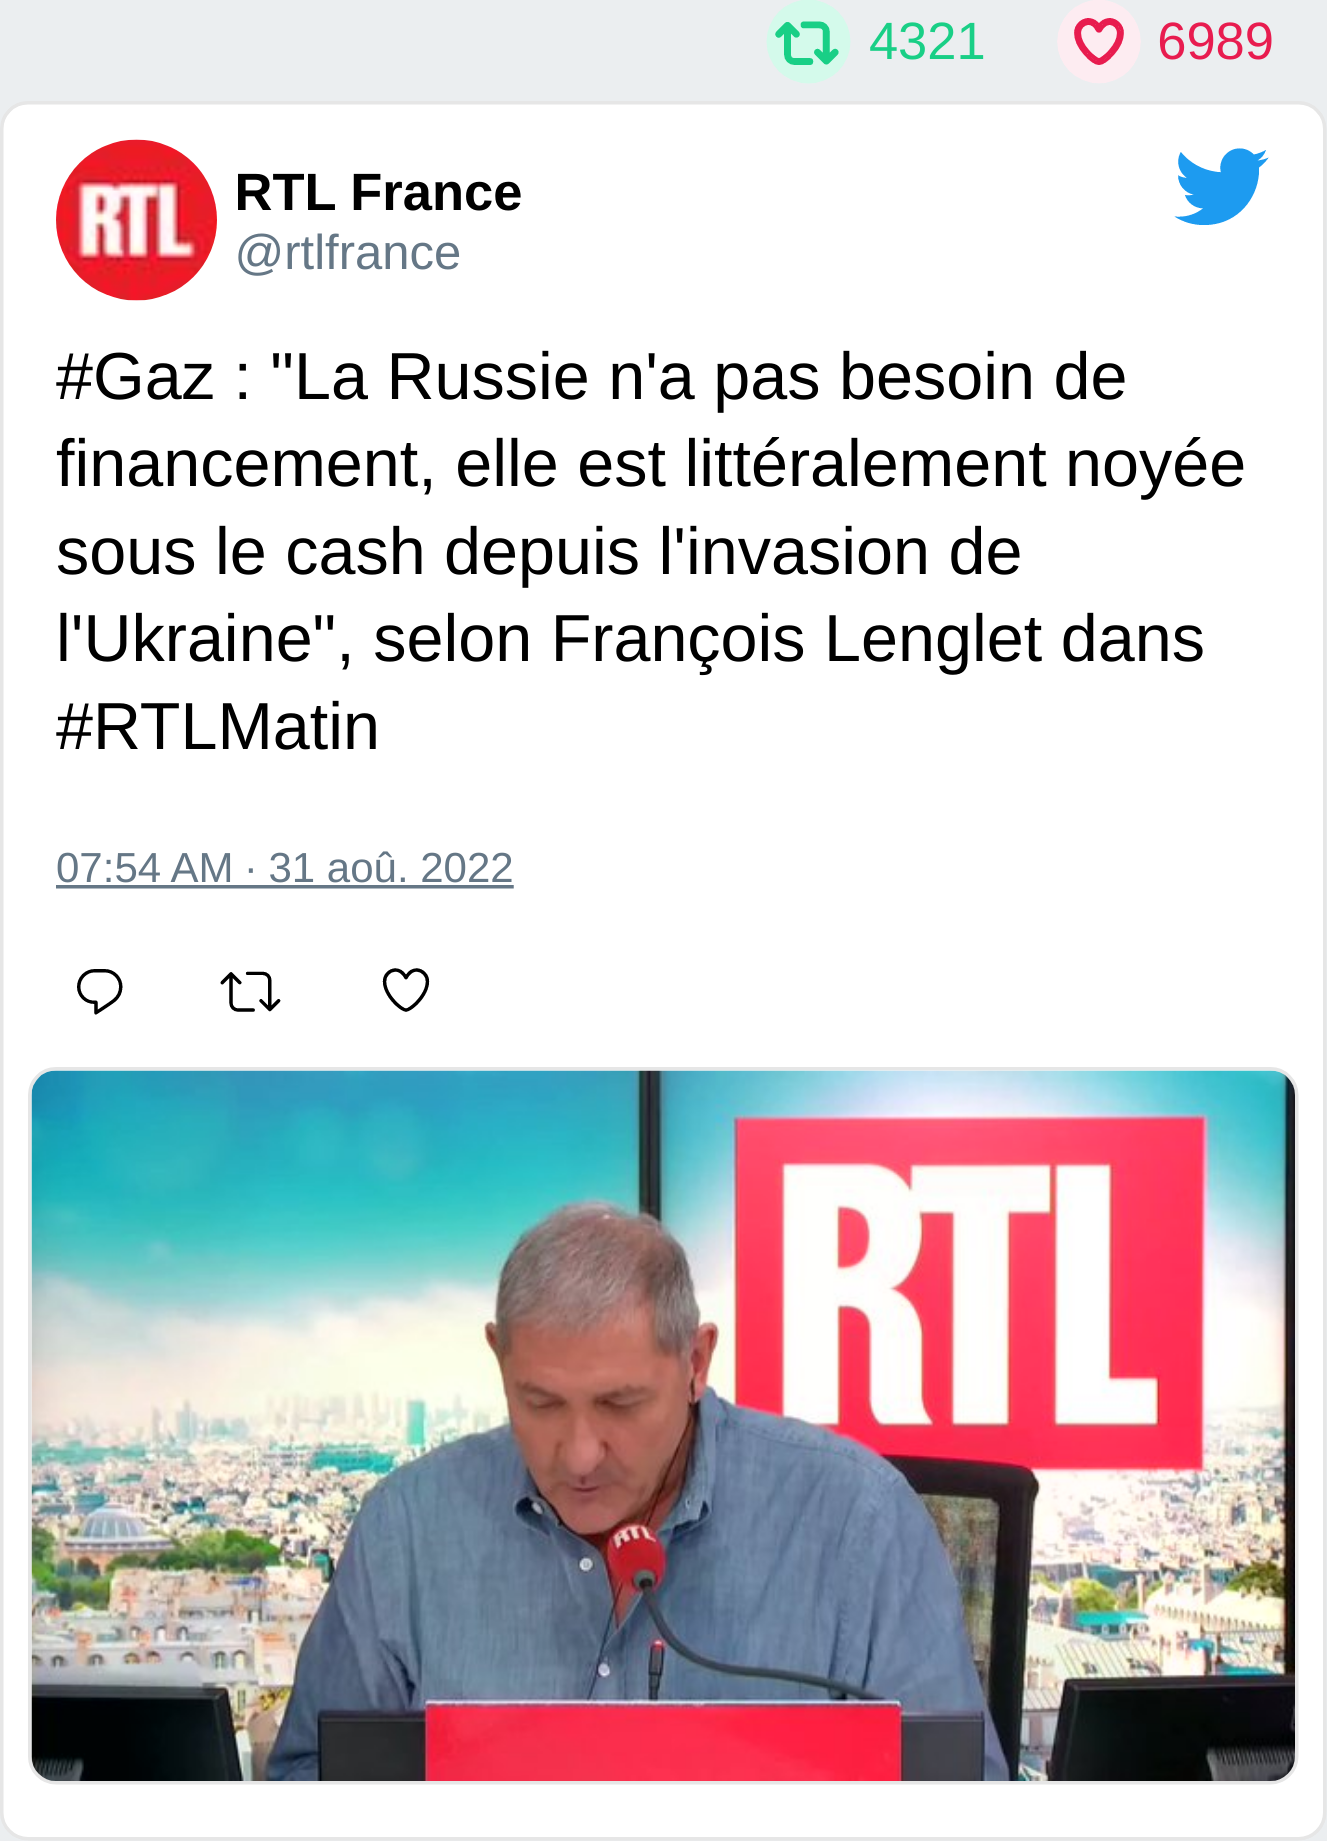 4321 6989
RTL
RTL France
@rtlfrance
#Gaz : "La Russie n'a pas besoin de
financement, elle est littéralement noyée
sous le cash depuis l'invasion de
l'Ukraine", selon François Lenglet dans
#RTLMatin
07:54 AM · 31 aoû. 2022
RTL
RTL